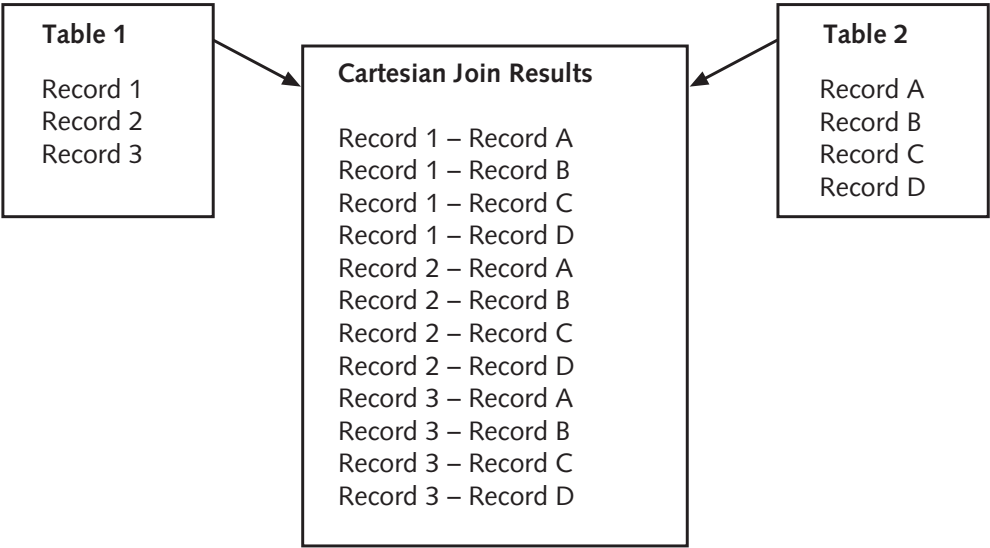 Table 1
Record 1
Record 2
Record 3
Cartesian Join Results
Record 1 – Record A
Record 1 – Record B
Record 1 – Record C
Record 1 – Record D
Record 2 – Record A
Record 2 – Record B
Record 2 – Record C
Record 2 – Record D
Record 3 – Record A
Record 3 – Record B
Record 3 – Record C
Record 3 – Record D
Table 2
Record A
Record B
Record C
Record D